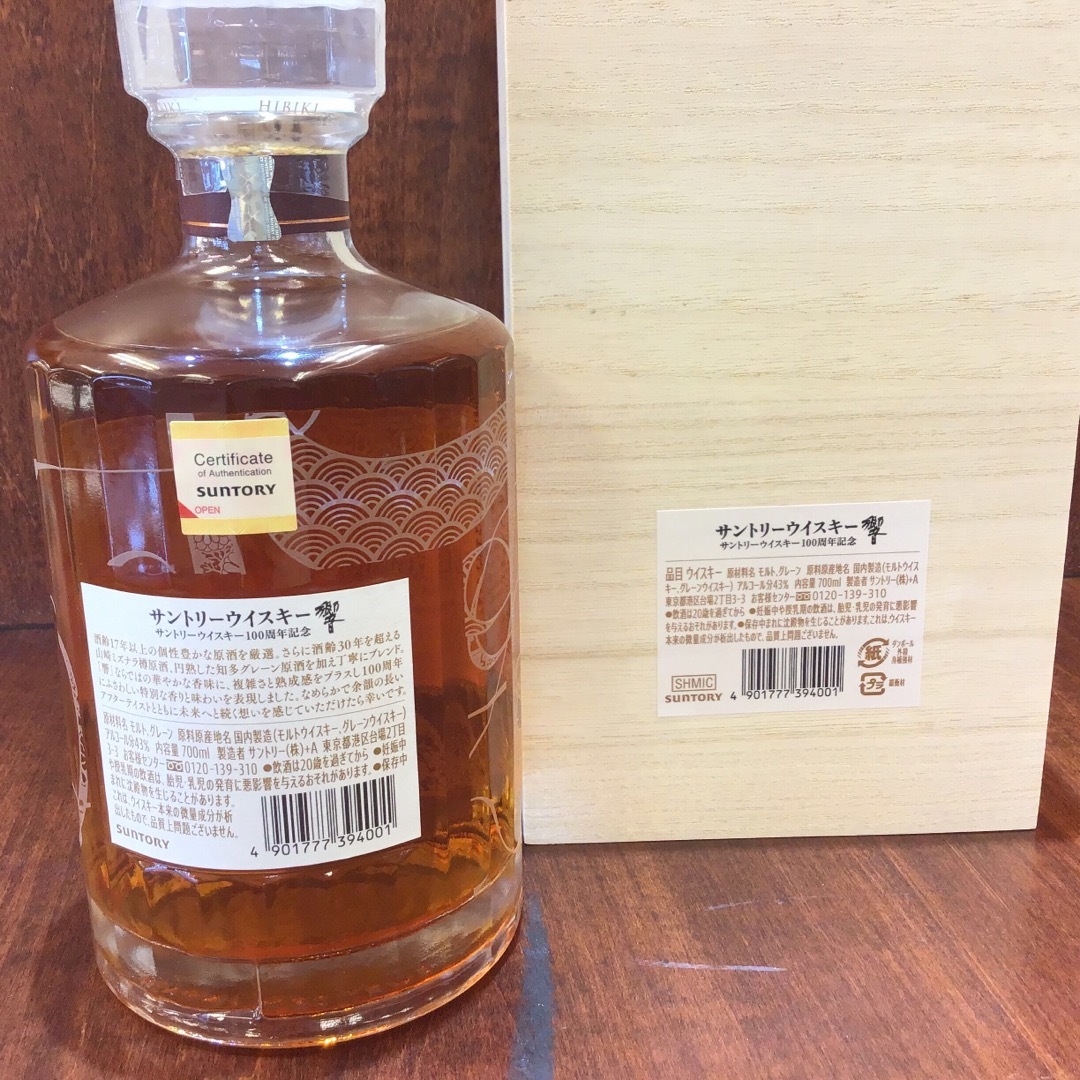 HIBIKI
Certificate
of Authentication
SUNTORY
OPEN
サントリーウイスキー 響
サントリーウイスキー100周年記念
酒齢17年以上の個性豊かな原酒を厳選。さらに酒齢30年を超える
山崎ミズナラ樽原酒、円熟した知多グレーン原酒を加え丁寧にブレンド。
「響」ならではの華やかな香味に、複雑さと熟成感をプラスし100周年
にふさわしい特別な香りと味わいを表現しました。なめらかで余韻の長い
アフターテイストとともに未来へと続く想いを感じていただけたら幸いです。
原材料名 モルト、グレーン 原料原産地名 国内製造(モルトウイスキー、グレーンウイスキー)
アルコール分43% 内容量 700ml 製造者 サントリー(株)+A 東京都港区台場2丁目
3-3 お客様センター 0120-139-310 ●飲酒は20歳を過ぎてから ●妊娠中
や授乳期の飲酒は、胎児・乳児の発育に悪影響を与えるおそれがあります。●保存中
まれに沈殿物を生じることがあります。
これは、ウイスキー本来の微量成分が析
出したもので、品質上問題ございません。
SUNTORY
4 901777 394001
サントリーウイスキー 響
サントリーウイスキー100周年記念
品目 ウイスキー 原材料名 モルト、グレーン 原料原産地名 国内製造(モルトウイス
キー、グレーンウイスキー) アルコール分43% 内容量 700ml 製造者 サントリー(株)+A
東京都港区台場2丁目3-3 お客様センター 0120-139-310
●飲酒は20歳を過ぎてから ●妊娠中や授乳期の飲酒は、胎児・乳児の発育に悪影響
を与えるおそれがあります。●保存中まれに沈殿物を生じることがあります。これは、ウイスキー
本来の微量成分が析出したもので、品質上問題ございません。
SHMIC
SUNTORY
4 901777 394001
紙
ダンボール
外箱
プラ